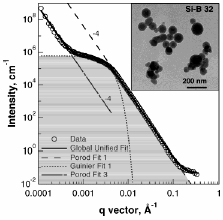 Si-B 32
200 nm
Intensity, cm⁻¹
10⁸
10⁶
10⁴
10²
10⁰
-4
-4
Data
Global Unified Fit
Porod Fit 1
Guinier Fit 1
Porod Fit 3
0.0001 0.001 0.01 0.1 1
q vector, Å⁻¹